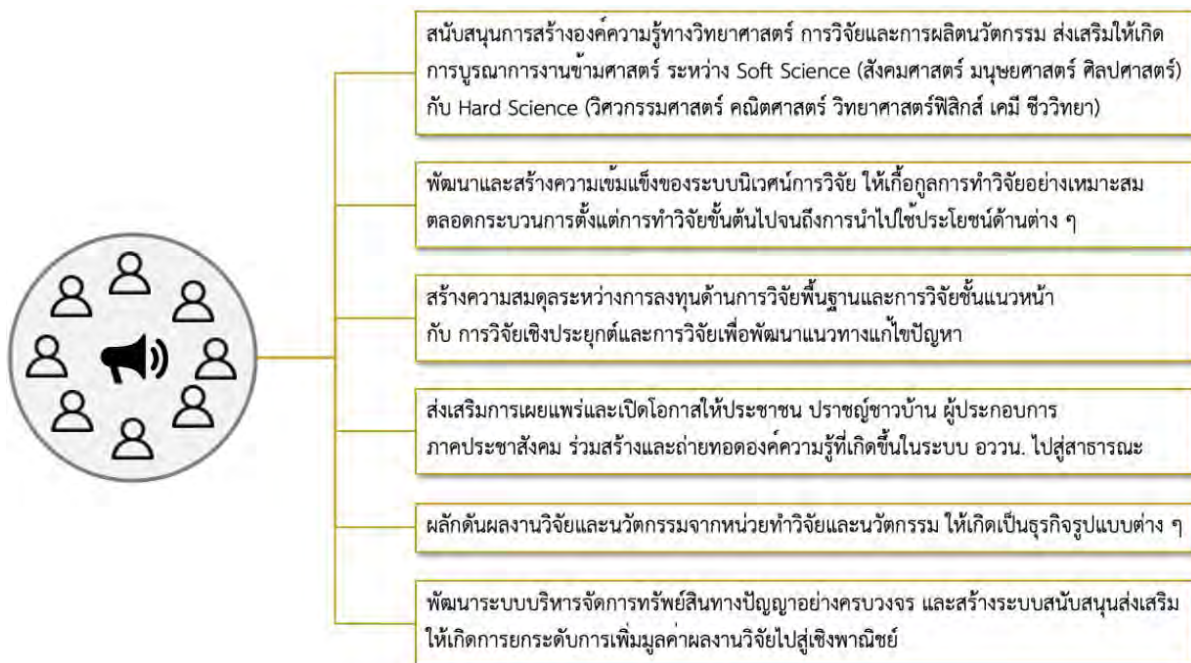 สนับสนุนการสร้างองค์ความรู้ทางวิทยาศาสตร์ การวิจัยและการผลิตนวัตกรรม ส่งเสริมให้เกิด
การบูรณาการงานข้ามศาสตร์ ระหว่าง Soft Science (สังคมศาสตร์ มนุษยศาสตร์ ศิลปศาสตร์)
กับ Hard Science (วิศวกรรมศาสตร์ คณิตศาสตร์ วิทยาศาสตร์ฟิสิกส์ เคมี ชีววิทยา)
พัฒนาและสร้างความเข้มแข็งของระบบนิเวศน์การวิจัย ให้เกื้อกูลการทำวิจัยอย่างเหมาะสม
ตลอดกระบวนการตั้งแต่การทำวิจัยขั้นต้นไปจนถึงการนำไปใช้ประโยชน์ด้านต่าง ๆ
สร้างความสมดุลระหว่างการลงทุนด้านการวิจัยพื้นฐานและการวิจัยชั้นแนวหน้า
กับ การวิจัยเชิงประยุกต์และการวิจัยเพื่อพัฒนาแนวทางแก้ไขปัญหา
ส่งเสริมการเผยแพร่และเปิดโอกาสให้ประชาชน ปราชญ์ชาวบ้าน ผู้ประกอบการ
ภาคประชาสังคม ร่วมสร้างและถ่ายทอดองค์ความรู้ที่เกิดขึ้นในระบบ อววน. ไปสู่สาธารณะ
ผลักดันผลงานวิจัยและนวัตกรรมจากหน่วยทำวิจัยและนวัตกรรม ให้เกิดเป็นธุรกิจรูปแบบต่าง ๆ
พัฒนาระบบบริหารจัดการทรัพย์สินทางปัญญาอย่างครบวงจร และสร้างระบบสนับสนุนส่งเสริม
ให้เกิดการยกระดับการเพิ่มมูลค่าผลงานวิจัยไปสู่เชิงพาณิชย์